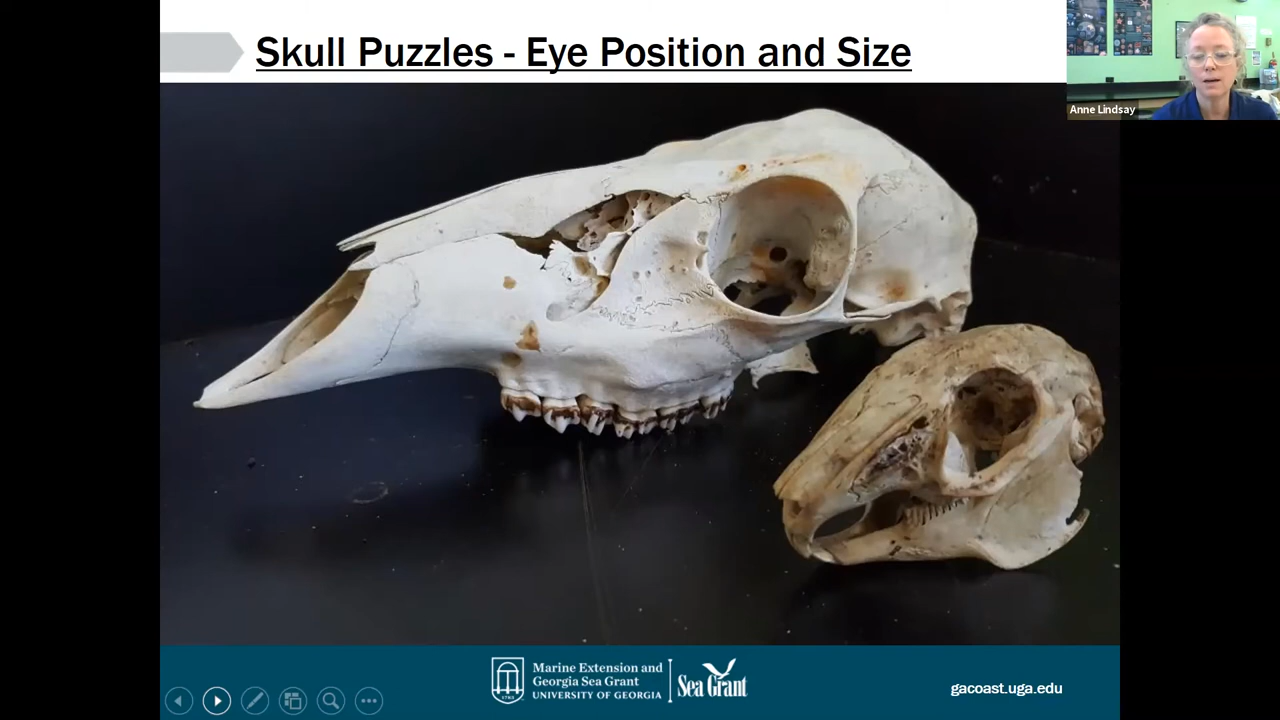 Skull Puzzles - Eye Position and Size
Anne Lindsay
Marine Extension and
Georgia Sea Grant
UNIVERSITY OF GEORGIA
Sea Grant
gacoast.uga.edu
1785